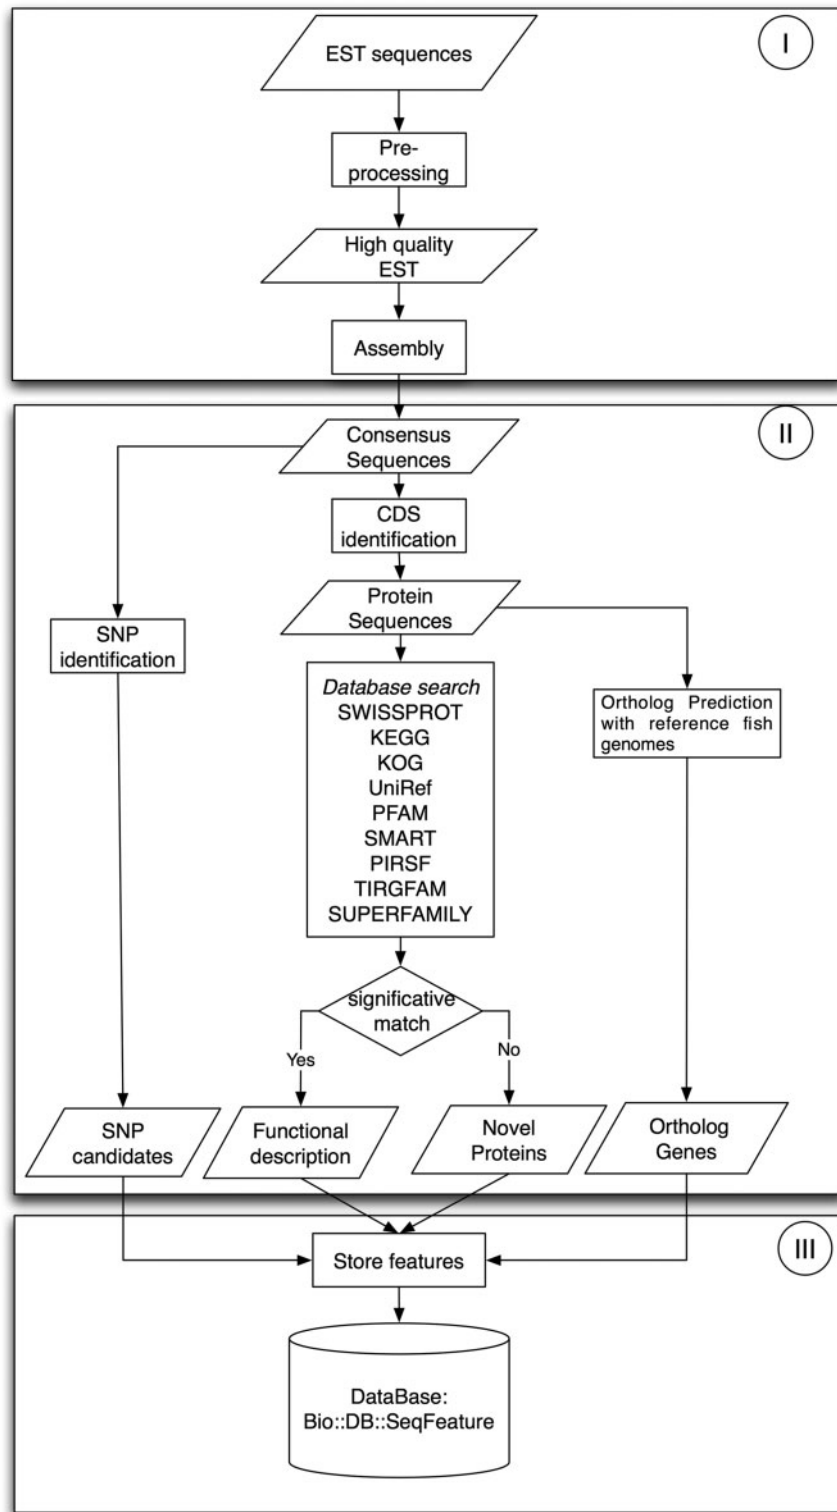 EST sequences
I
Pre-
processing
High quality
EST
Assembly
II
Consensus
Sequences
CDS
identification
Protein
Sequences
SNP
identification
Database search
SWISSPROT
KEGG
KOG
UniRef
PFAM
SMART
PIRSF
TIRGFAM
SUPERFAMILY
Ortholog Prediction
with reference fish
genomes
significative
match
Yes
No
SNP
candidates
Functional
description
Novel
Proteins
Ortholog
Genes
III
Store features
DataBase:
Bio::DB::SeqFeature